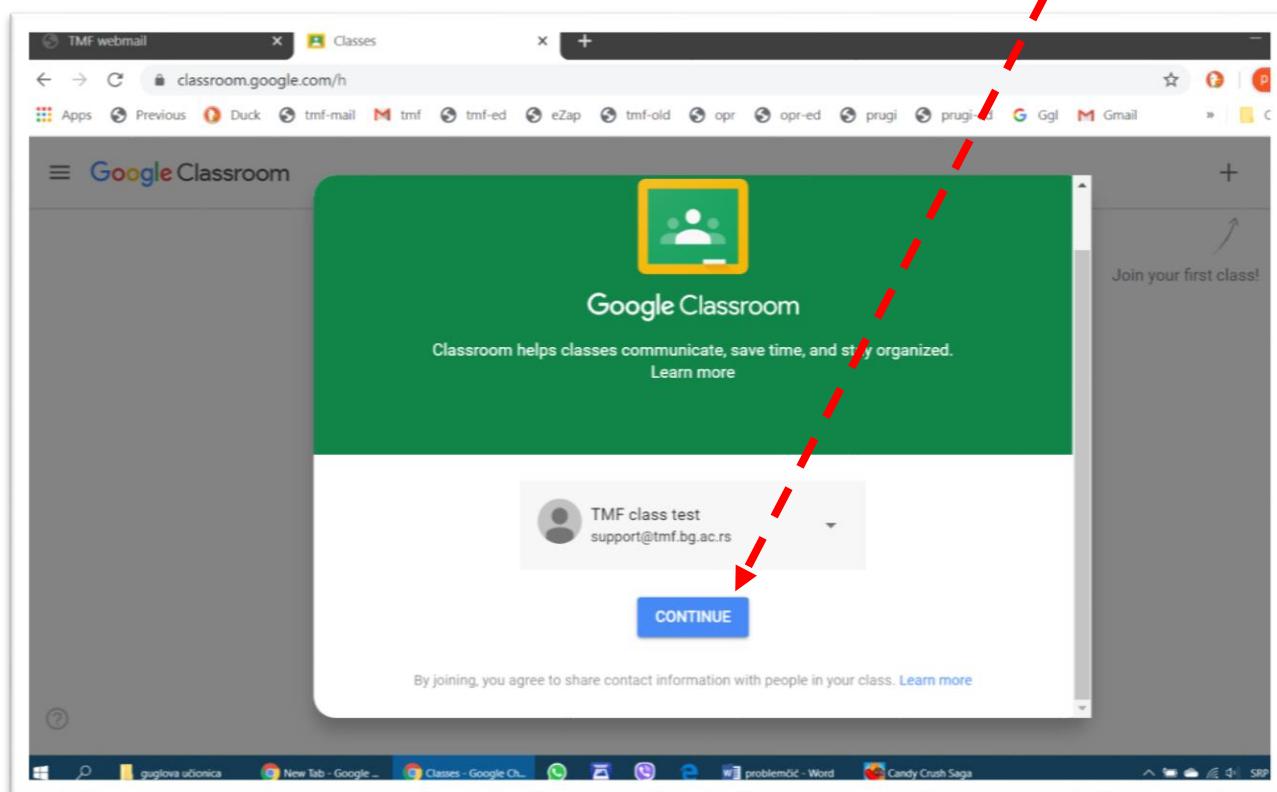 TMF webmail
Classes
classroom.google.com/h
Apps Previous Duck tmf-mail tmf tmf-ed eZap tmf-old opr opr-ed prugi Ggl Gmail
Google Classroom
Join your first class!
Google Classroom
Classroom helps classes communicate, save time, and stay organized.
Learn more
TMF class test
support@tmf.bg.ac.rs
CONTINUE
By joining, you agree to share contact information with people in your class. Learn more
guglova učionica New Tab - Google ... Classes - Google Ch... problemčić - Word Candy Crush Saga SRP